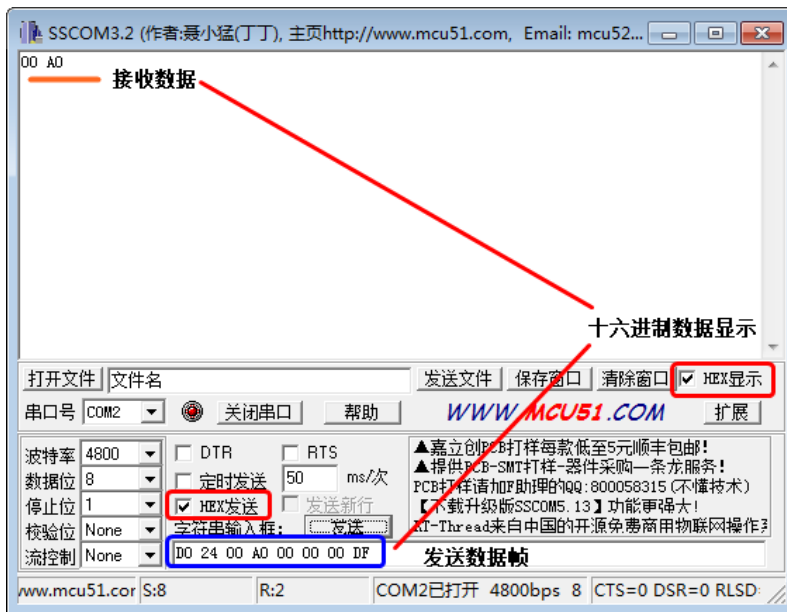 SSCOM3.2 (作者:聂小猛(丁丁), 主页http://www.mcu51.com, Email: mcu52...
00 A0
接收数据
十六进制数据显示
打开文件 文件名 发送文件 保存窗口 清除窗口 HEX显示
串口号 COM2 关闭串口 帮助 WWW.MCU51.COM 扩展
波特率 4800 DTR RTS
数据位 8 定时发送 50 ms/次
停止位 1 HEX发送 发送新行
校验位 None 字符串输入框: 发送
流控制 None D0 24 00 A0 00 00 00 DF 发送数据帧
▲嘉立创PCB打样每款低至5元顺丰包邮!
▲提供PCB-SMT打样-器件采购一条龙服务!
PCB打样请加QQ助理的QQ:800058315(不懂技术)
【下载升级版SSCOM5.13】功能更强大!
RT-Thread来自中国的开源免费商用物联网操作
www.mcu51.cor S:8 R:2 COM2已打开 4800bps 8 CTS=0 DSR=0 RLSD